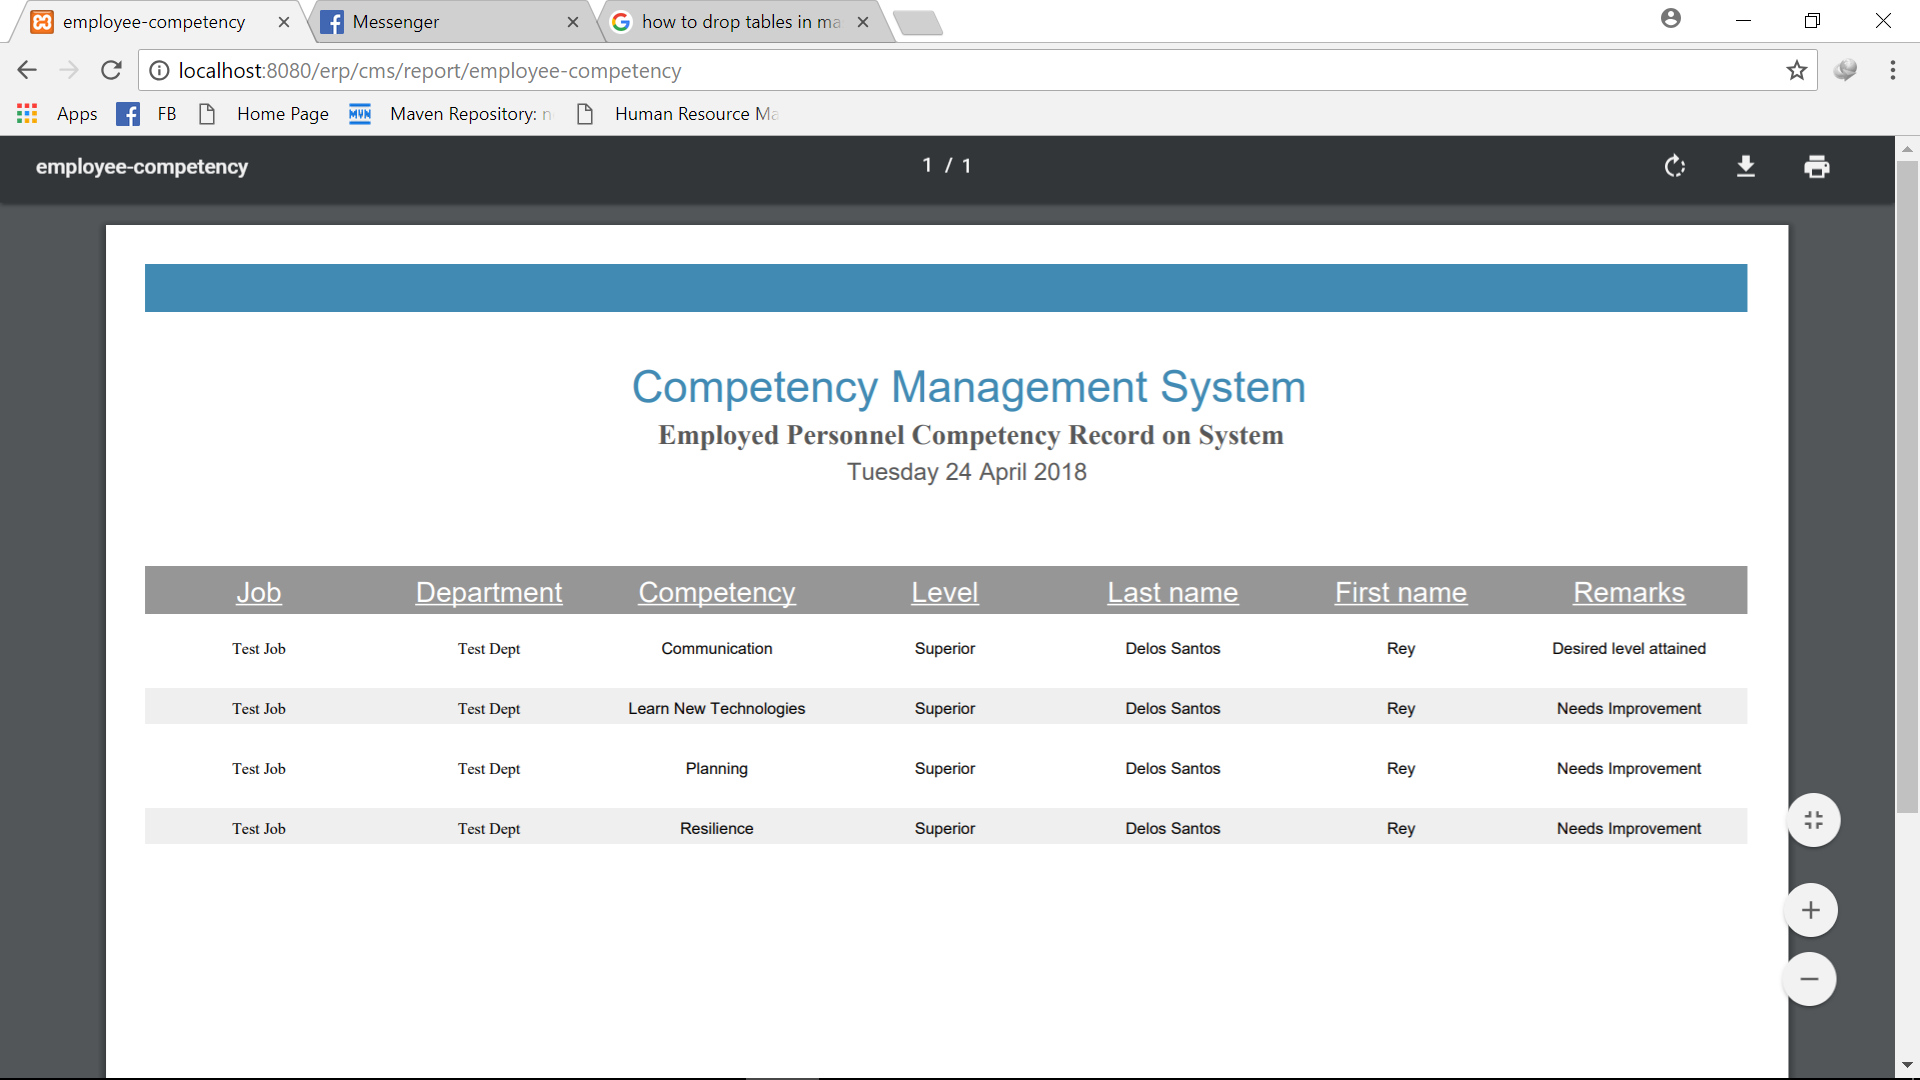 employee-competency
Messenger
how to drop tables in ma
localhost:8080/erp/cms/report/employee-competency
Apps FB Home Page MVN Maven Repository: n Human Resource Ma
employee-competency 1 / 1
Competency Management System
Employed Personnel Competency Record on System
Tuesday 24 April 2018
Job Department Competency Level Last name First name Remarks
Test Job Test Dept Communication Superior Delos Santos Rey Desired level attained
Test Job Test Dept Learn New Technologies Superior Delos Santos Rey Needs Improvement
Test Job Test Dept Planning Superior Delos Santos Rey Needs Improvement
Test Job Test Dept Resilience Superior Delos Santos Rey Needs Improvement